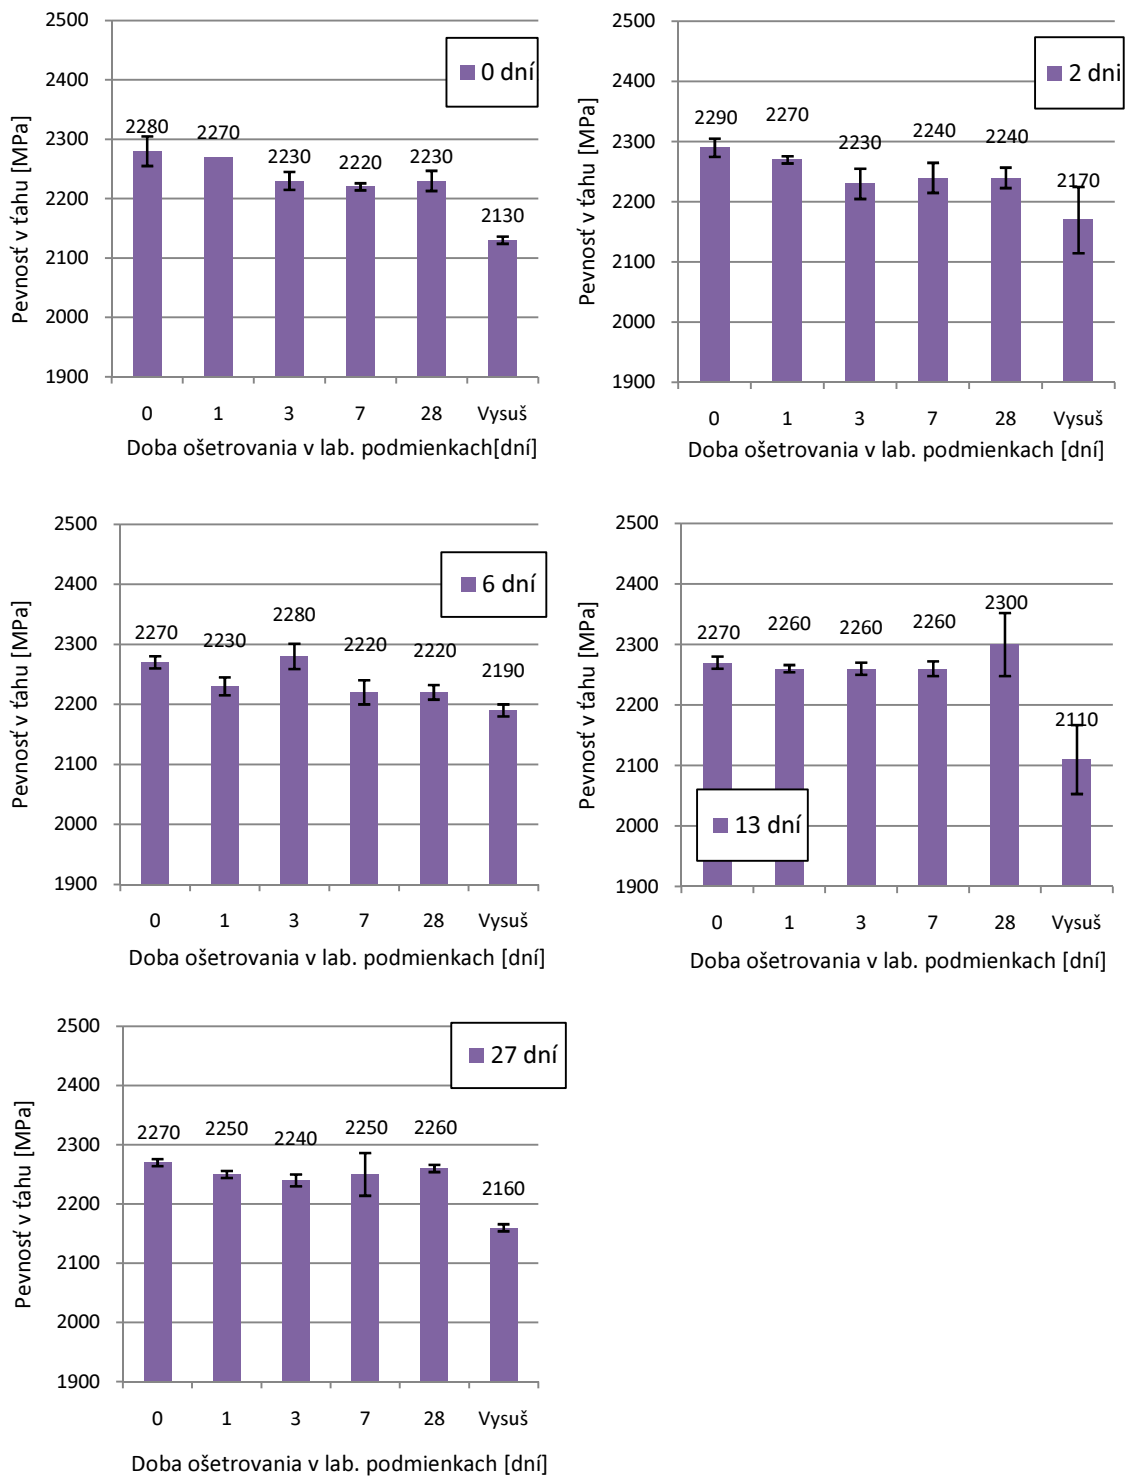 2500
2400
2300
2200
2100
2000
1900
Pevnosť v ťahu [MPa]
0 dní
2280 2270 2230 2220 2230 2130
0 1 3 7 28 Vysuš
Doba ošetrovania v lab. podmienkach[dní]
2500
2400
2300
2200
2100
2000
1900
Pevnosť v ťahu [MPa]
2 dni
2290 2270 2230 2240 2240 2170
0 1 3 7 28 Vysuš
Doba ošetrovania v lab. podmienkach [dní]
2500
2400
2300
2200
2100
2000
1900
Pevnosť v ťahu [MPa]
6 dní
2270 2230 2280 2220 2220 2190
0 1 3 7 28 Vysuš
Doba ošetrovania v lab. podmienkach [dní]
2500
2400
2300
2200
2100
2000
1900
Pevnosť v ťahu [MPa]
2270 2260 2260 2260 2300 2110
13 dní
0 1 3 7 28 Vysuš
Doba ošetrovania v lab. podmienkach [dní]
2500
2400
2300
2200
2100
2000
1900
Pevnosť v ťahu [MPa]
27 dní
2270 2250 2240 2250 2260 2160
0 1 3 7 28 Vysuš
Doba ošetrovania v lab. podmienkach [dní]